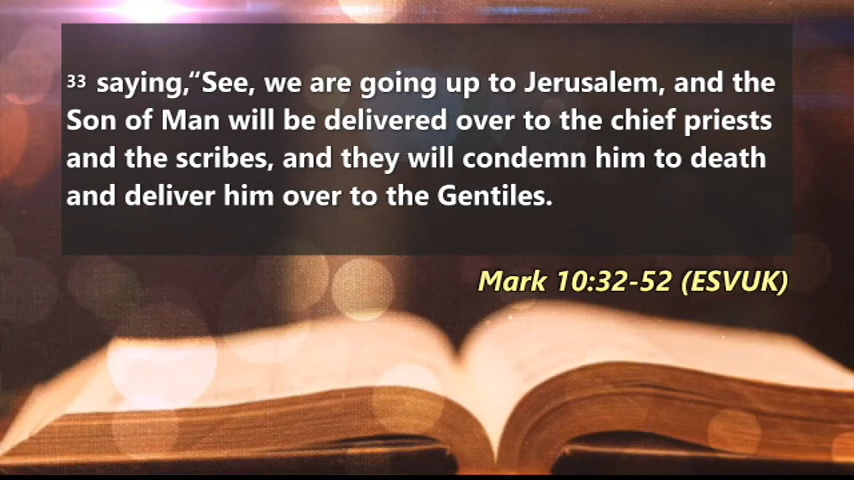 33 saying,“See, we are going up to Jerusalem, and the
Son of Man will be delivered over to the chief priests
and the scribes, and they will condemn him to death
and deliver him over to the Gentiles.
Mark 10:32-52 (ESVUK)